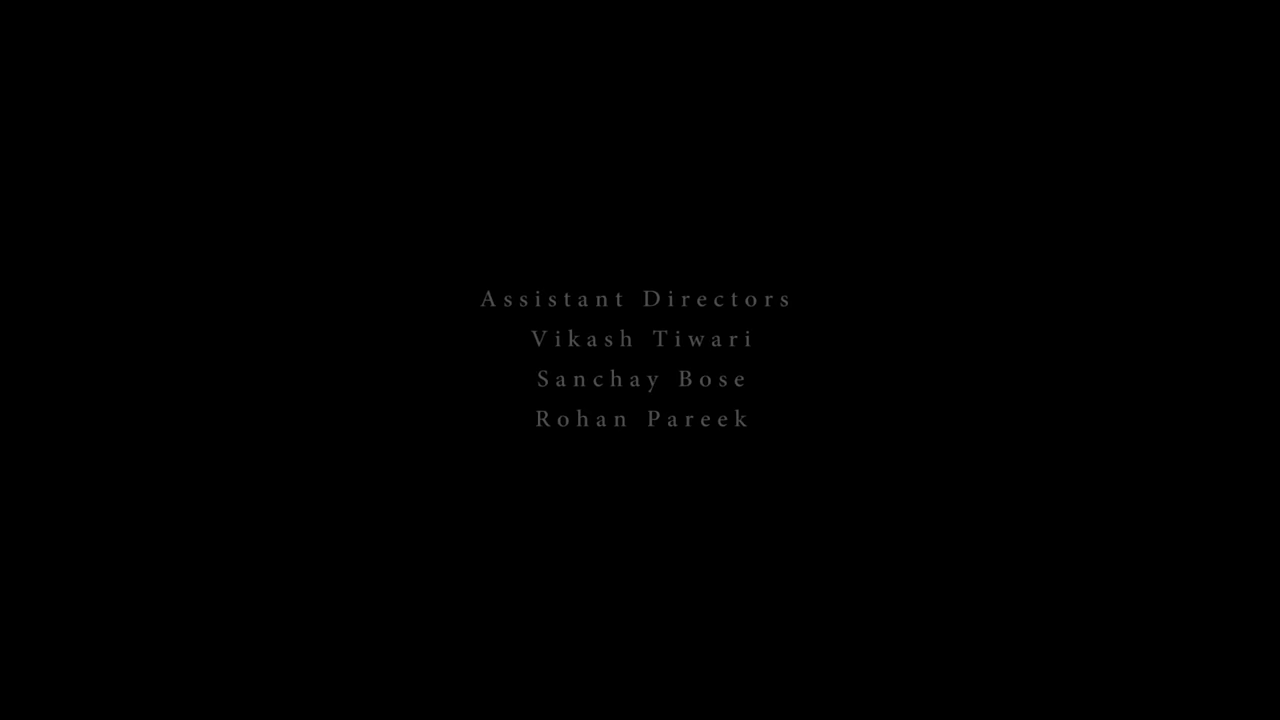 Assistant Directors
Vikash Tiwari
Sanchay Bose
Rohan Pareek